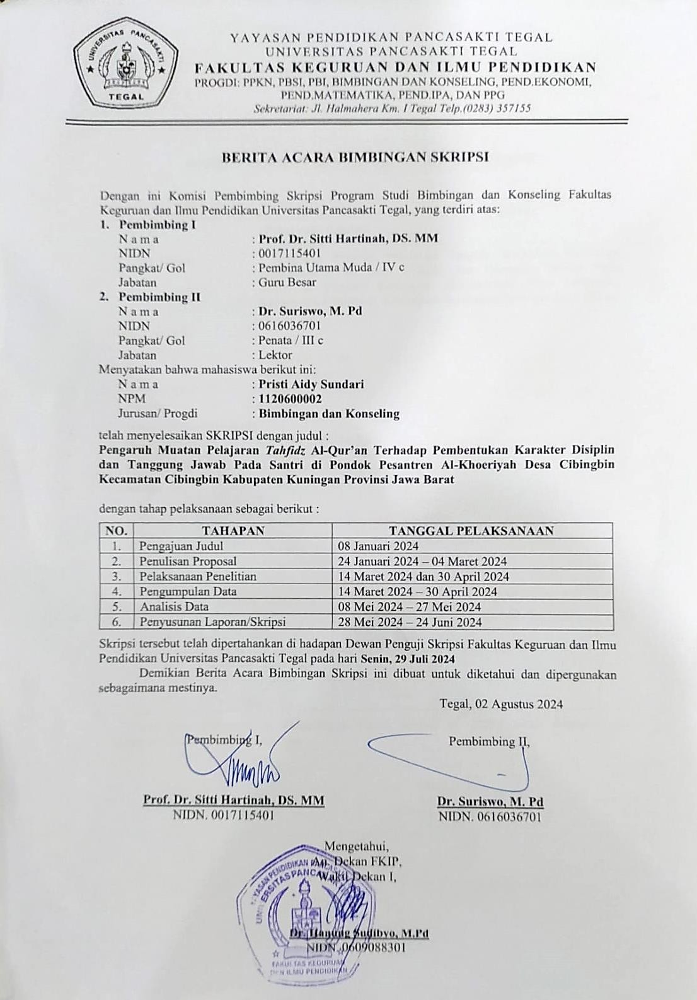 UNIVERSITAS PANCASAKTI
TEGAL
YAYASAN PENDIDIKAN PANCASAKTI TEGAL
UNIVERSITAS PANCASAKTI TEGAL
FAKULTAS KEGURUAN DAN ILMU PENDIDIKAN
PROGDI: PPKN, PBSI, PBI, BIMBINGAN DAN KONSELING, PEND.EKONOMI,
PEND.MATEMATIKA, PEND.IPA, DAN PPG
Sekretariat: Jl. Halmahera Km. 1 Tegal Telp.(0283) 357155
BERITA ACARA BIMBINGAN SKRIPSI
Dengan ini Komisi Pembimbing Skripsi Program Studi Bimbingan dan Konseling Fakultas
Keguruan dan Ilmu Pendidikan Universitas Pancasakti Tegal, yang terdiri atas:
1. Pembimbing I
N a m a : Prof. Dr. Sitti Hartinah, DS. MM
NIDN : 0017115401
Pangkat/ Gol : Pembina Utama Muda / IV c
Jabatan : Guru Besar
2. Pembimbing II
N a m a : Dr. Suriswo, M. Pd
NIDN : 0616036701
Pangkat/ Gol : Penata / III c
Jabatan : Lektor
Menyatakan bahwa mahasiswa berikut ini:
N a m a : Pristi Aidy Sundari
NPM : 1120600002
Jurusan/ Progdi : Bimbingan dan Konseling
telah menyelesaikan SKRIPSI dengan judul :
Pengaruh Muatan Pelajaran Tahfidz Al-Qur'an Terhadap Pembentukan Karakter Disiplin
dan Tanggung Jawab Pada Santri di Pondok Pesantren Al-Khoeriyah Desa Cibingbin
Kecamatan Cibingbin Kabupaten Kuningan Provinsi Jawa Barat
dengan tahap pelaksanaan sebagai berikut :
NO. TAHAPAN TANGGAL PELAKSANAAN
1. Pengajuan Judul 08 Januari 2024
2. Penulisan Proposal 24 Januari 2024 – 04 Maret 2024
3. Pelaksanaan Penelitian 14 Maret 2024 dan 30 April 2024
4. Pengumpulan Data 14 Maret 2024 – 30 April 2024
5. Analisis Data 08 Mei 2024 – 27 Mei 2024
6. Penyusunan Laporan/Skripsi 28 Mei 2024 – 24 Juni 2024
Skripsi tersebut telah dipertahankan di hadapan Dewan Penguji Skripsi Fakultas Keguruan dan Ilmu
Pendidikan Universitas Pancasakti Tegal pada hari Senin, 29 Juli 2024
Demikian Berita Acara Bimbingan Skripsi ini dibuat untuk diketahui dan dipergunakan
sebagaimana mestinya.
Tegal, 02 Agustus 2024
Pembimbing I,
Pembimbing II,
Prof. Dr. Sitti Hartinah, DS. MM
NIDN. 0017115401
Dr. Suriswo, M. Pd
NIDN. 0616036701
Mengetahui,
An. Dekan FKIP,
Wakil Dekan I,
Dr. Hanung Sudibyo, M.Pd
NIDN. 0609088301
YAYASAN PENDIDIKAN
FAKULTAS KEGURUAN
DAN ILMU PENDIDIKAN